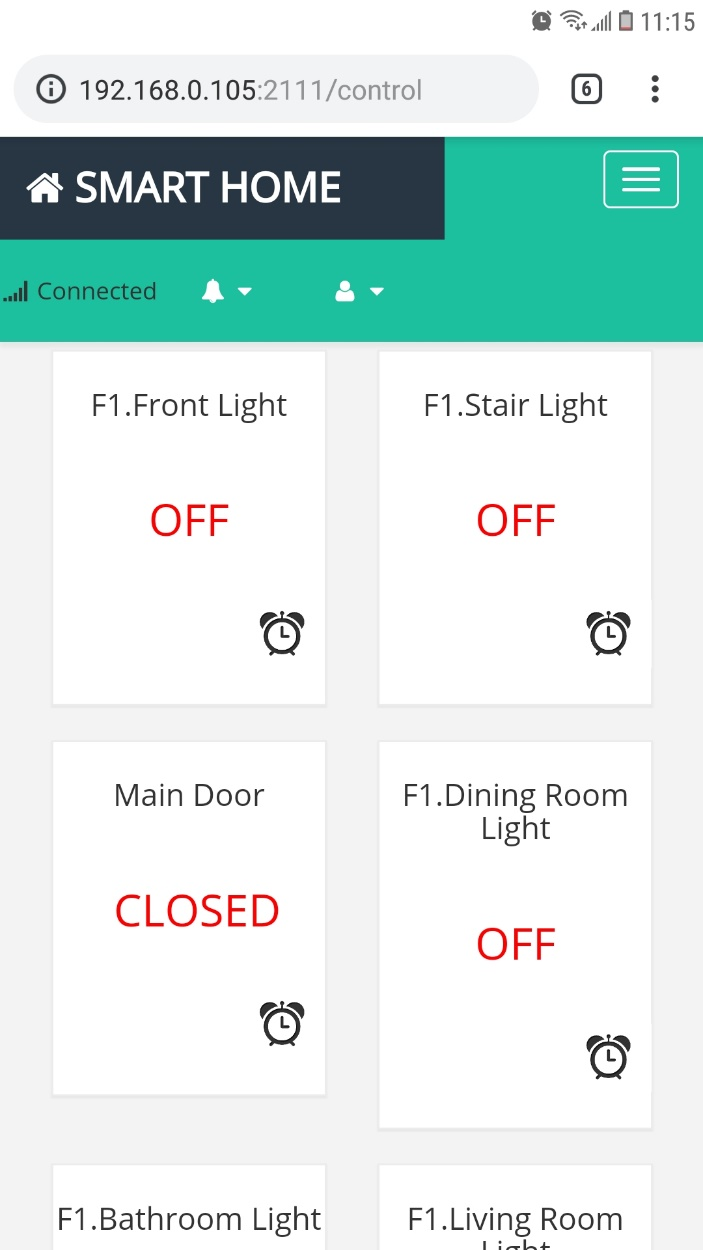 11:15
192.168.0.105:2111/control
6
SMART HOME
Connected
F1.Front Light
F1.Stair Light
OFF
OFF
Main Door
F1.Dining Room
Light
CLOSED
OFF
F1.Bathroom Light
F1.Living Room
Light